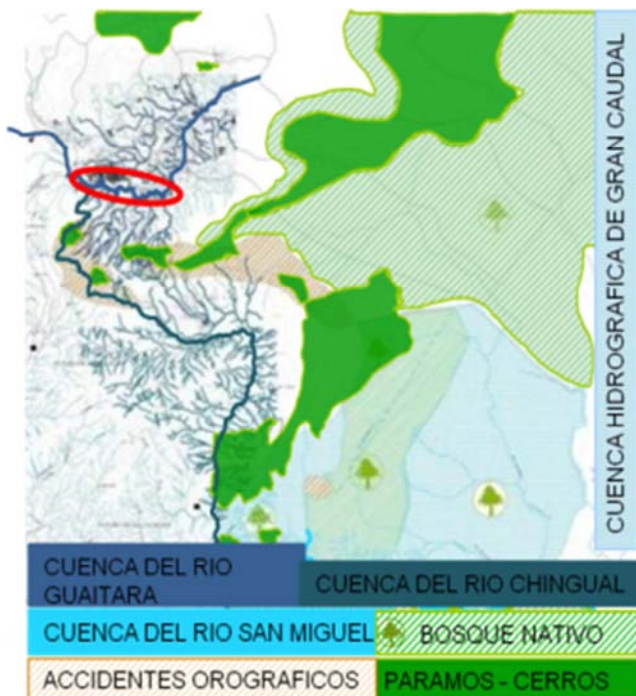 CUENCA HIDROGRAFICA DE GRAN CAUDAL
CUENCA DEL RIO
GUAITARA
CUENCA DEL RIO CHINGUAL
CUENCA DEL RIO SAN MIGUEL
BOSQUE NATIVO
ACCIDENTES OROGRAFICOS
PARAMOS - CERROS